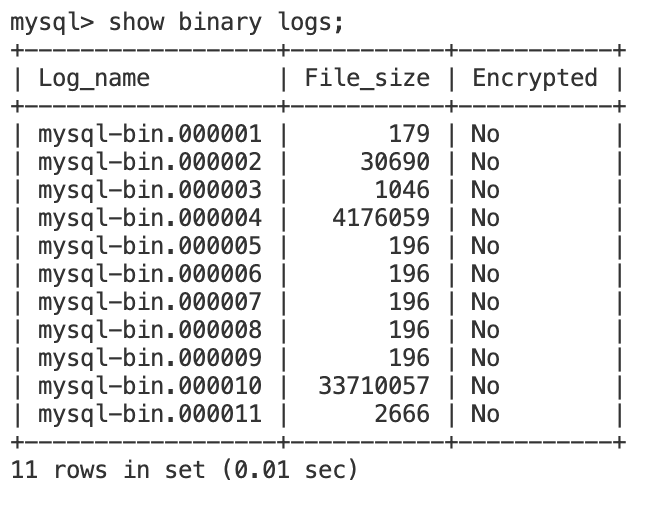 mysql> show binary logs;
+------------------+-----------+-----------+
| Log_name         | File_size | Encrypted |
+------------------+-----------+-----------+
| mysql-bin.000001 |       179 | No        |
| mysql-bin.000002 |     30690 | No        |
| mysql-bin.000003 |      1046 | No        |
| mysql-bin.000004 |   4176059 | No        |
| mysql-bin.000005 |       196 | No        |
| mysql-bin.000006 |       196 | No        |
| mysql-bin.000007 |       196 | No        |
| mysql-bin.000008 |       196 | No        |
| mysql-bin.000009 |       196 | No        |
| mysql-bin.000010 |  33710057 | No        |
| mysql-bin.000011 |      2666 | No        |
+------------------+-----------+-----------+
11 rows in set (0.01 sec)